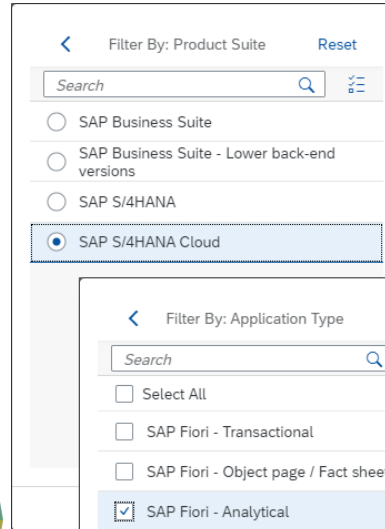 Filter By: Product Suite Reset
Search
SAP Business Suite
SAP Business Suite - Lower back-end
versions
SAP S/4HANA
SAP S/4HANA Cloud
Filter By: Application Type
Search
Select All
SAP Fiori - Transactional
SAP Fiori - Object page / Fact shee
SAP Fiori - Analytical